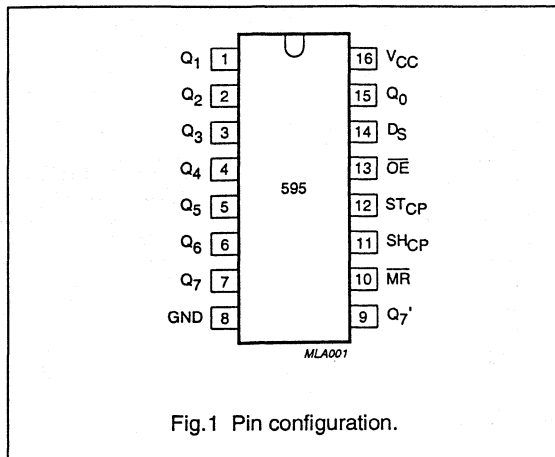 Q1 1 16 VCC
Q2 2 15 Q0
Q3 3 14 DS
Q4 4 13 OE
595
Q5 5 12 STCP
Q6 6 11 SHCP
Q7 7 10 MR
GND 8 9 Q7'
MLA001
Fig.1 Pin configuration.